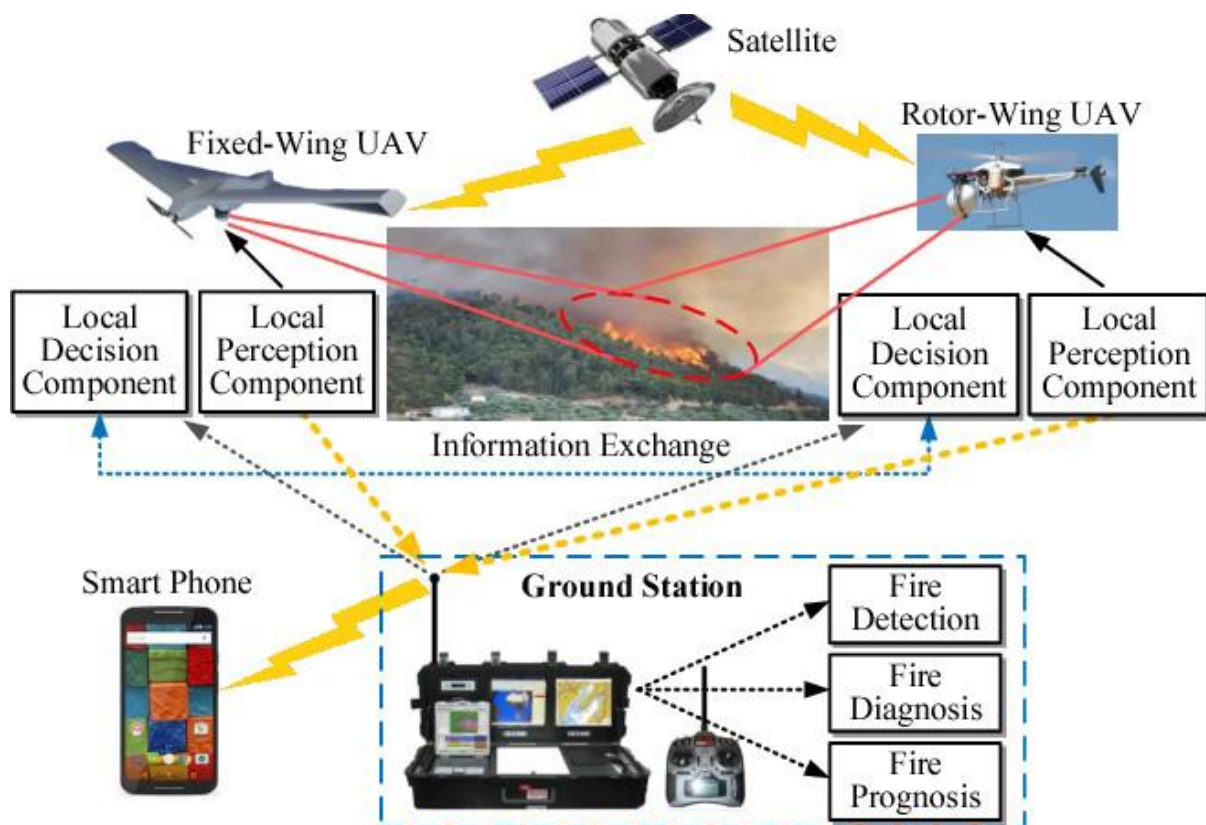 Satellite
Fixed-Wing UAV
Rotor-Wing UAV
Local
Decision
Component
Local
Perception
Component
Local
Decision
Component
Local
Perception
Component
Information Exchange
Smart Phone
Ground Station
Fire
Detection
Fire
Diagnosis
Fire
Prognosis